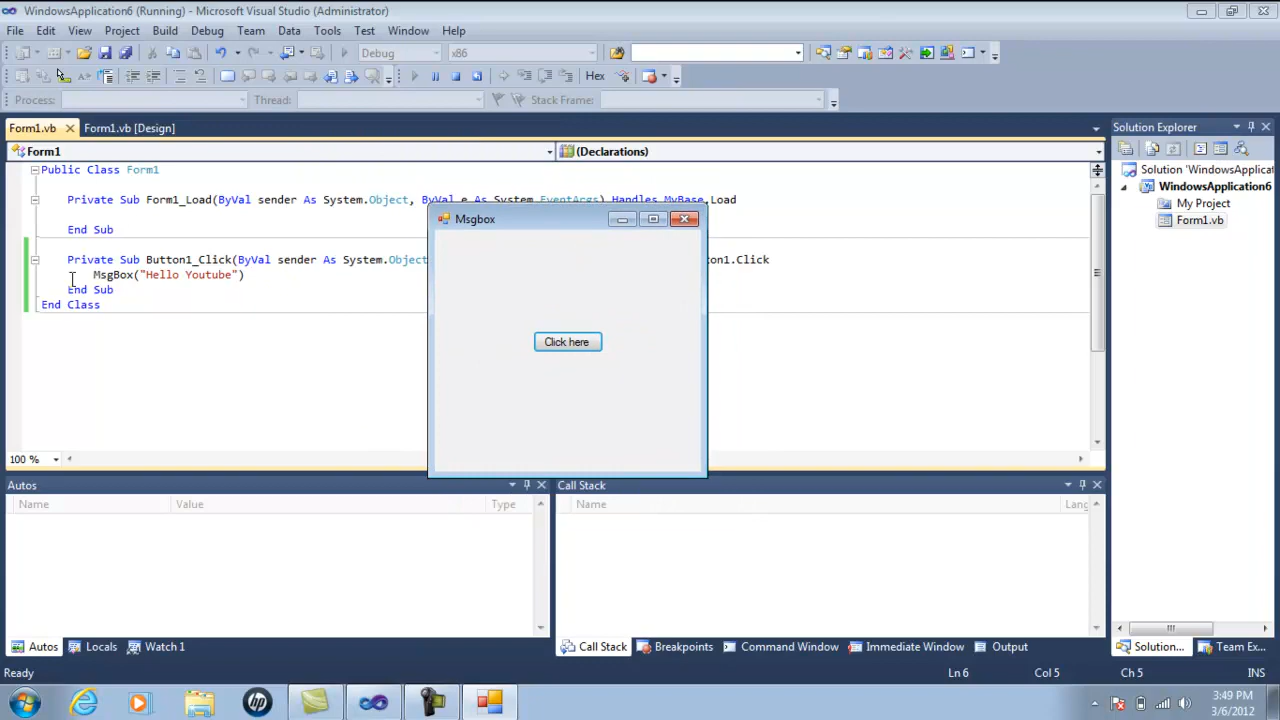 WindowsApplication6 (Running) - Microsoft Visual Studio (Administrator)
File Edit View Project Build Debug Team Data Tools Test Window Help
Debug x86
Hex
Process: Thread: Stack Frame:
Form1.vb Form1.vb [Design]
Form1 (Declarations)
Public Class Form1
Private Sub Form1_Load(ByVal sender As System.Object, ByVal e As System.EventArgs) Handles MyBase.Load
End Sub
Private Sub Button1_Click(ByVal sender As System.Object
on1.Click
MsgBox("Hello Youtube")
End Sub
End Class
Msgbox
Click here
100 %
Solution Explorer
Solution 'WindowsApplicat
WindowsApplication6
My Project
Form1.vb
Autos
Name Value Type
Call Stack
Name Lang
Autos Locals Watch 1
Call Stack Breakpoints Command Window Immediate Window Output
Solution... Team Ex...
Ready Ln 6 Col 5 Ch 5 INS
hp
3:49 PM
3/6/2012